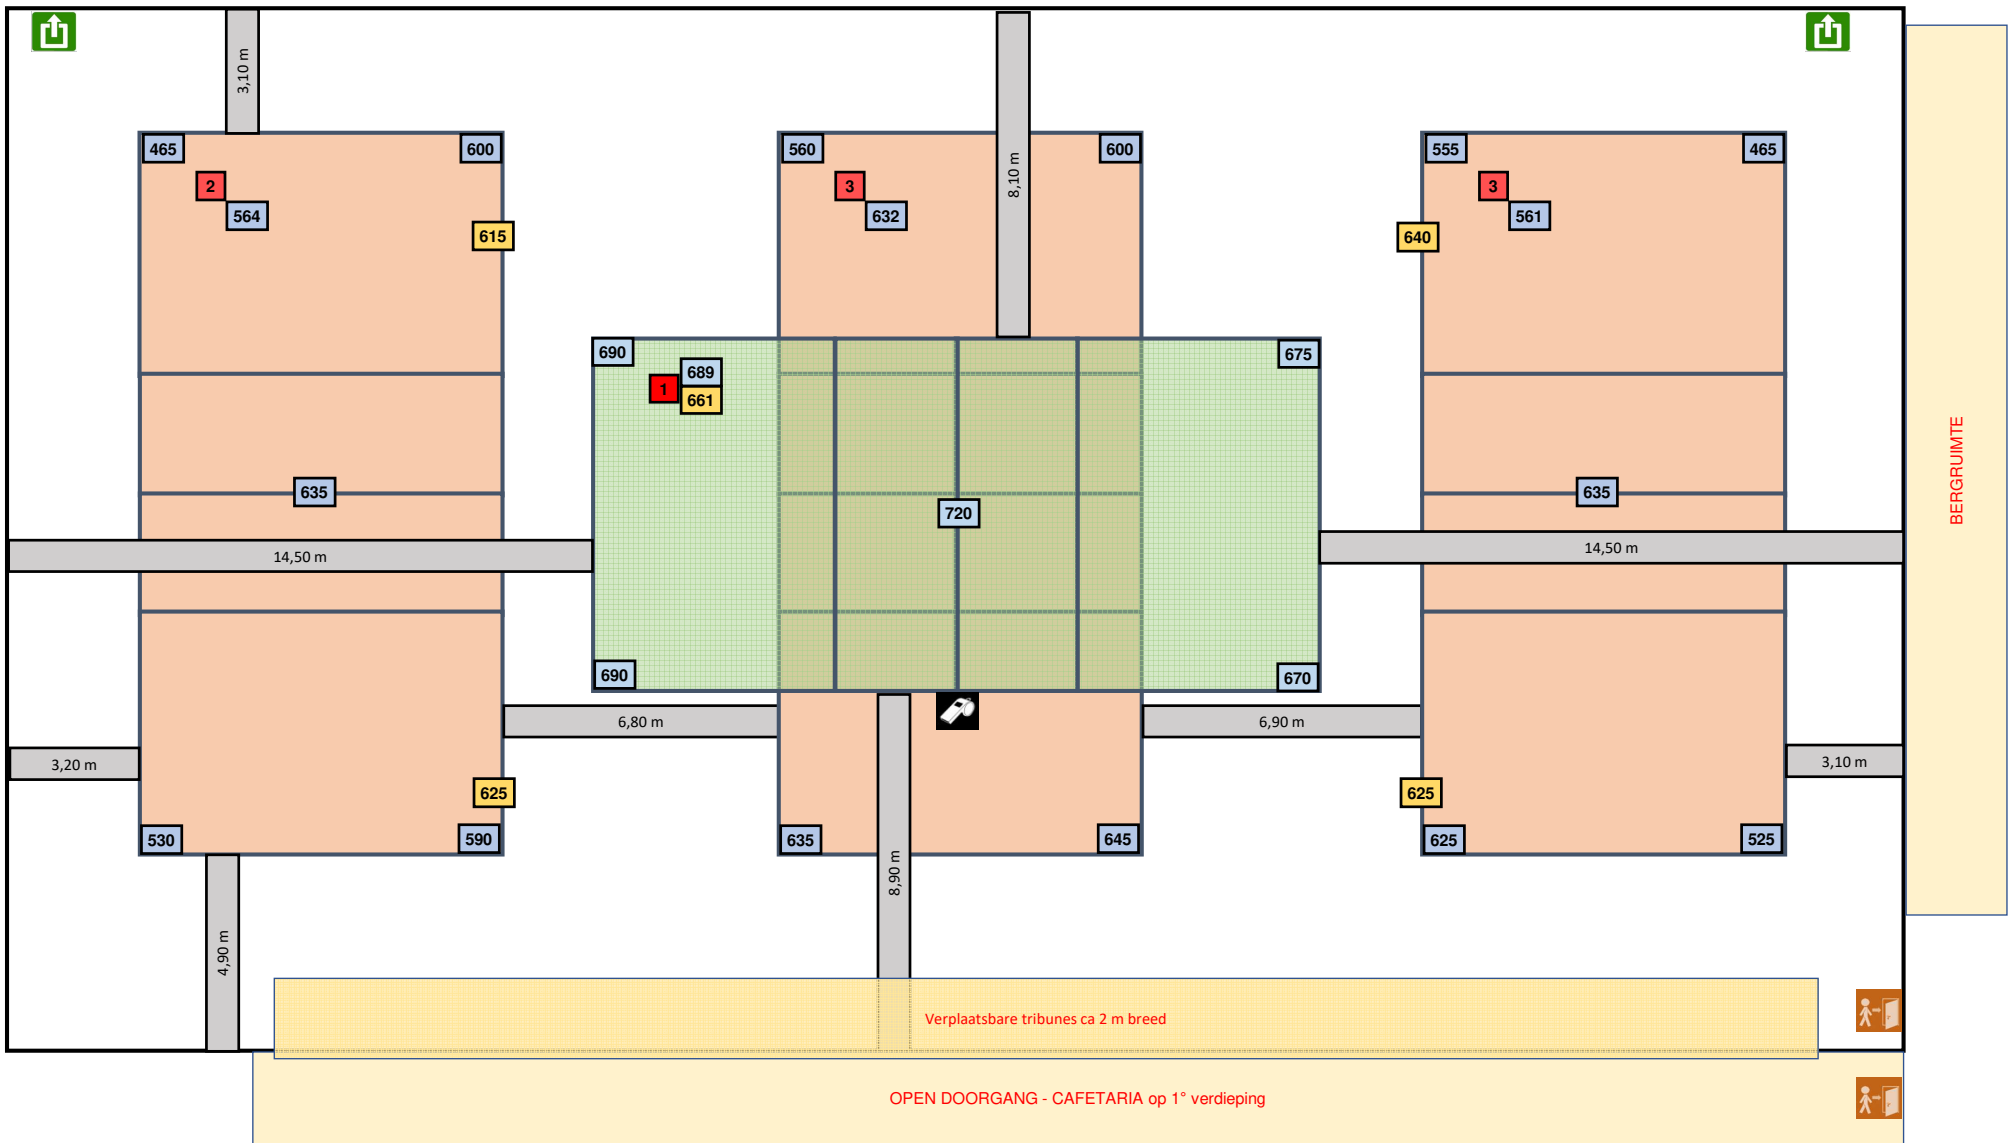 3,10 m
8,10 m
465
600
560
600
555
465
2
564
3
632
3
561
615
640
690
675
689
1
661
635
720
635
14,50 m
14,50 m
690
670
6,80 m
6,90 m
3,20 m
3,10 m
625
625
530
590
635
645
625
525
8,90 m
4,90 m
BERGRUIMTE
Verplaatsbare tribunes ca 2 m breed
OPEN DOORGANG - CAFETARIA op 1° verdieping